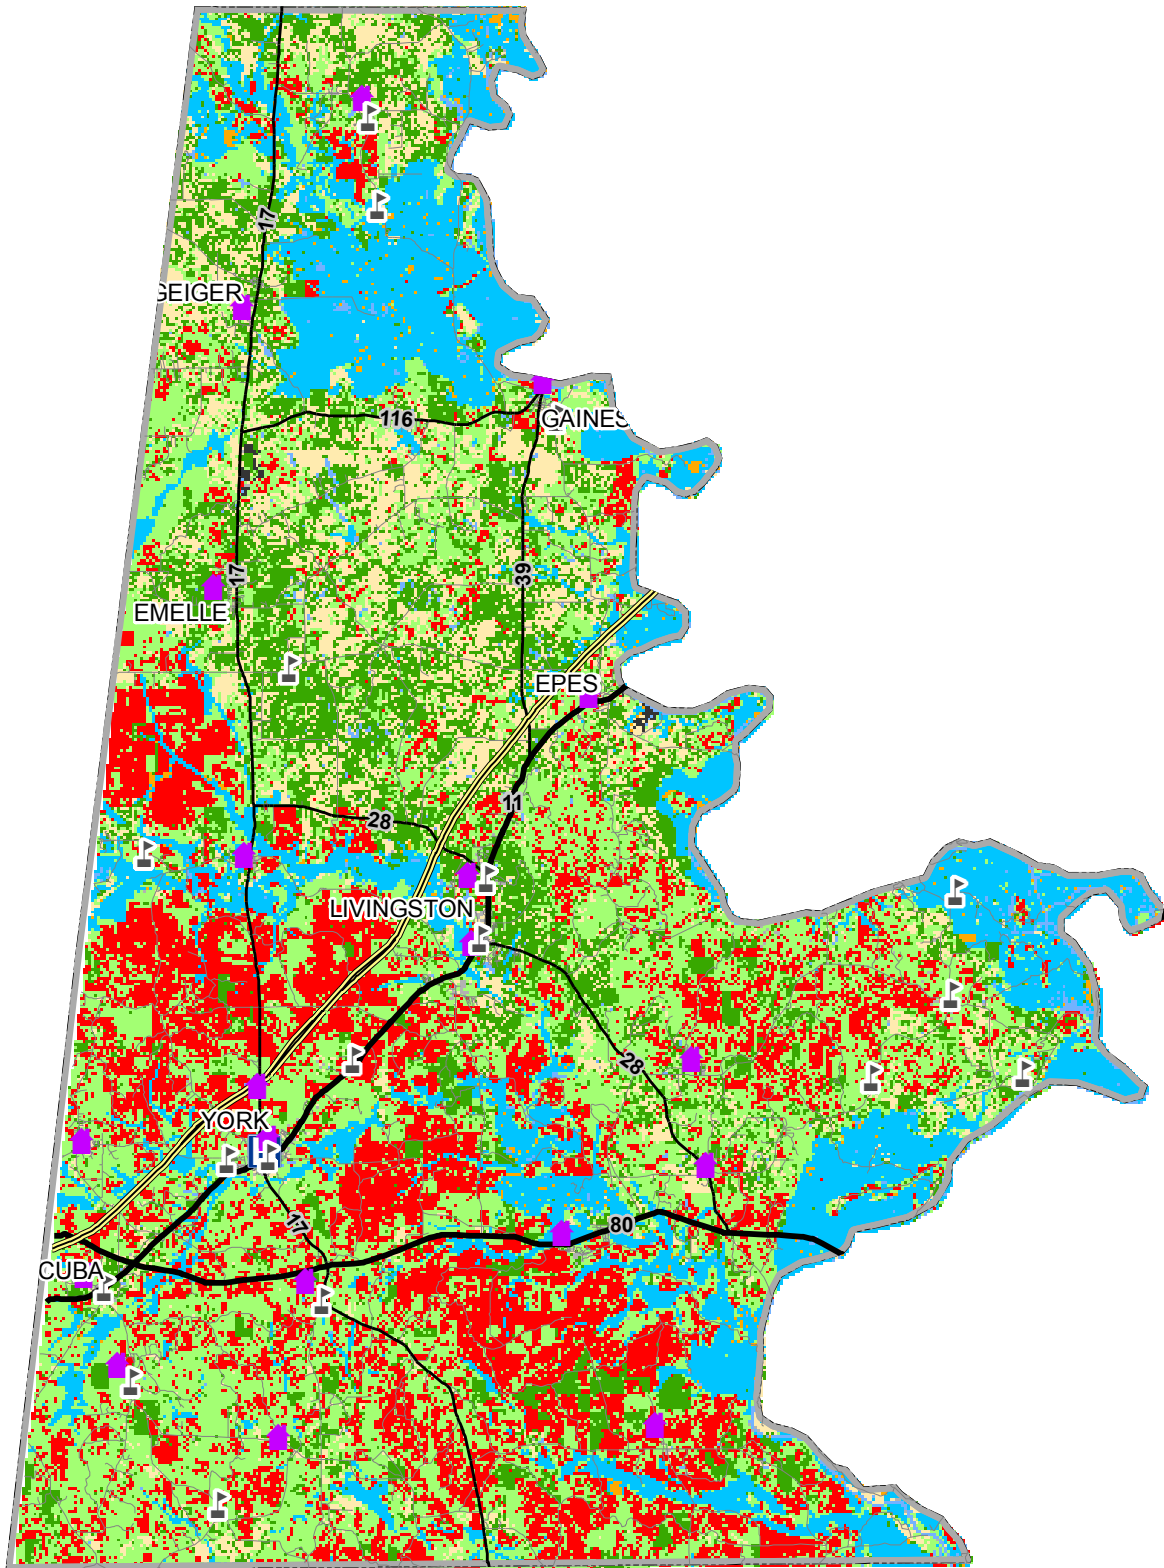 17
GEIGER
116
GAINES
17
39
EMELLE
EPES
11
28
LIVINGSTON
28
YORK
H
17
80
CUBA